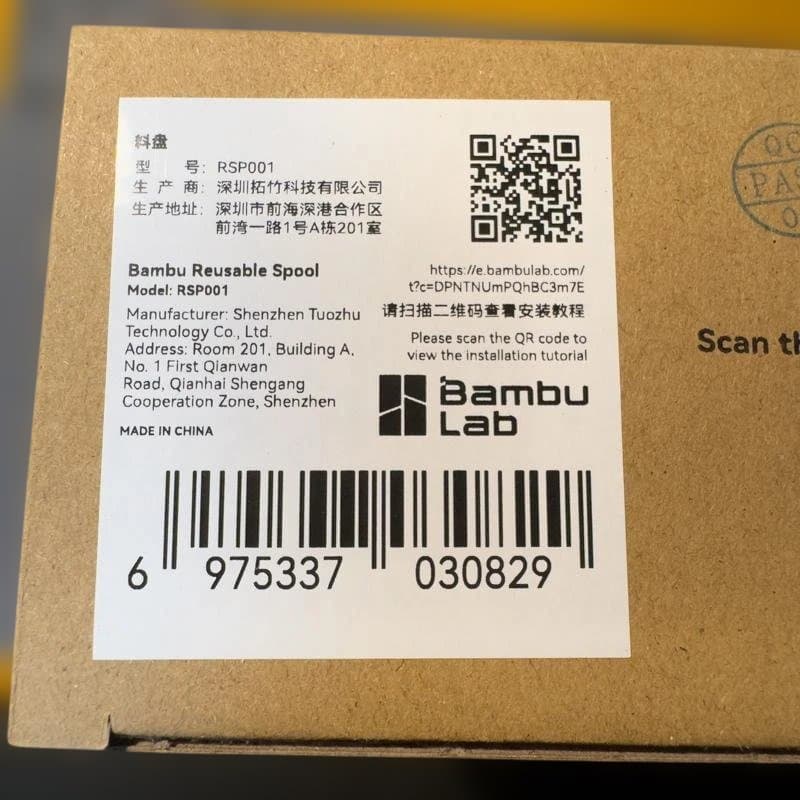 料盘
型 号: RSP001
生 产 商: 深圳拓竹科技有限公司
生产地址: 深圳市前海深港合作区
前湾一路1号A栋201室
Bambu Reusable Spool
Model: RSP001
Manufacturer: Shenzhen Tuozhu
Technology Co., Ltd.
Address: Room 201, Building A,
No. 1 First Qianwan
Road, Qianhai Shengang
Cooperation Zone, Shenzhen
MADE IN CHINA
https://e.bambulab.com/
t?c=DPNTNUmPQhBC3m7E
请扫描二维码查看安装教程
Please scan the QR code to
view the installation tutorial
Bambu
Lab
6 975337 030829
Scan